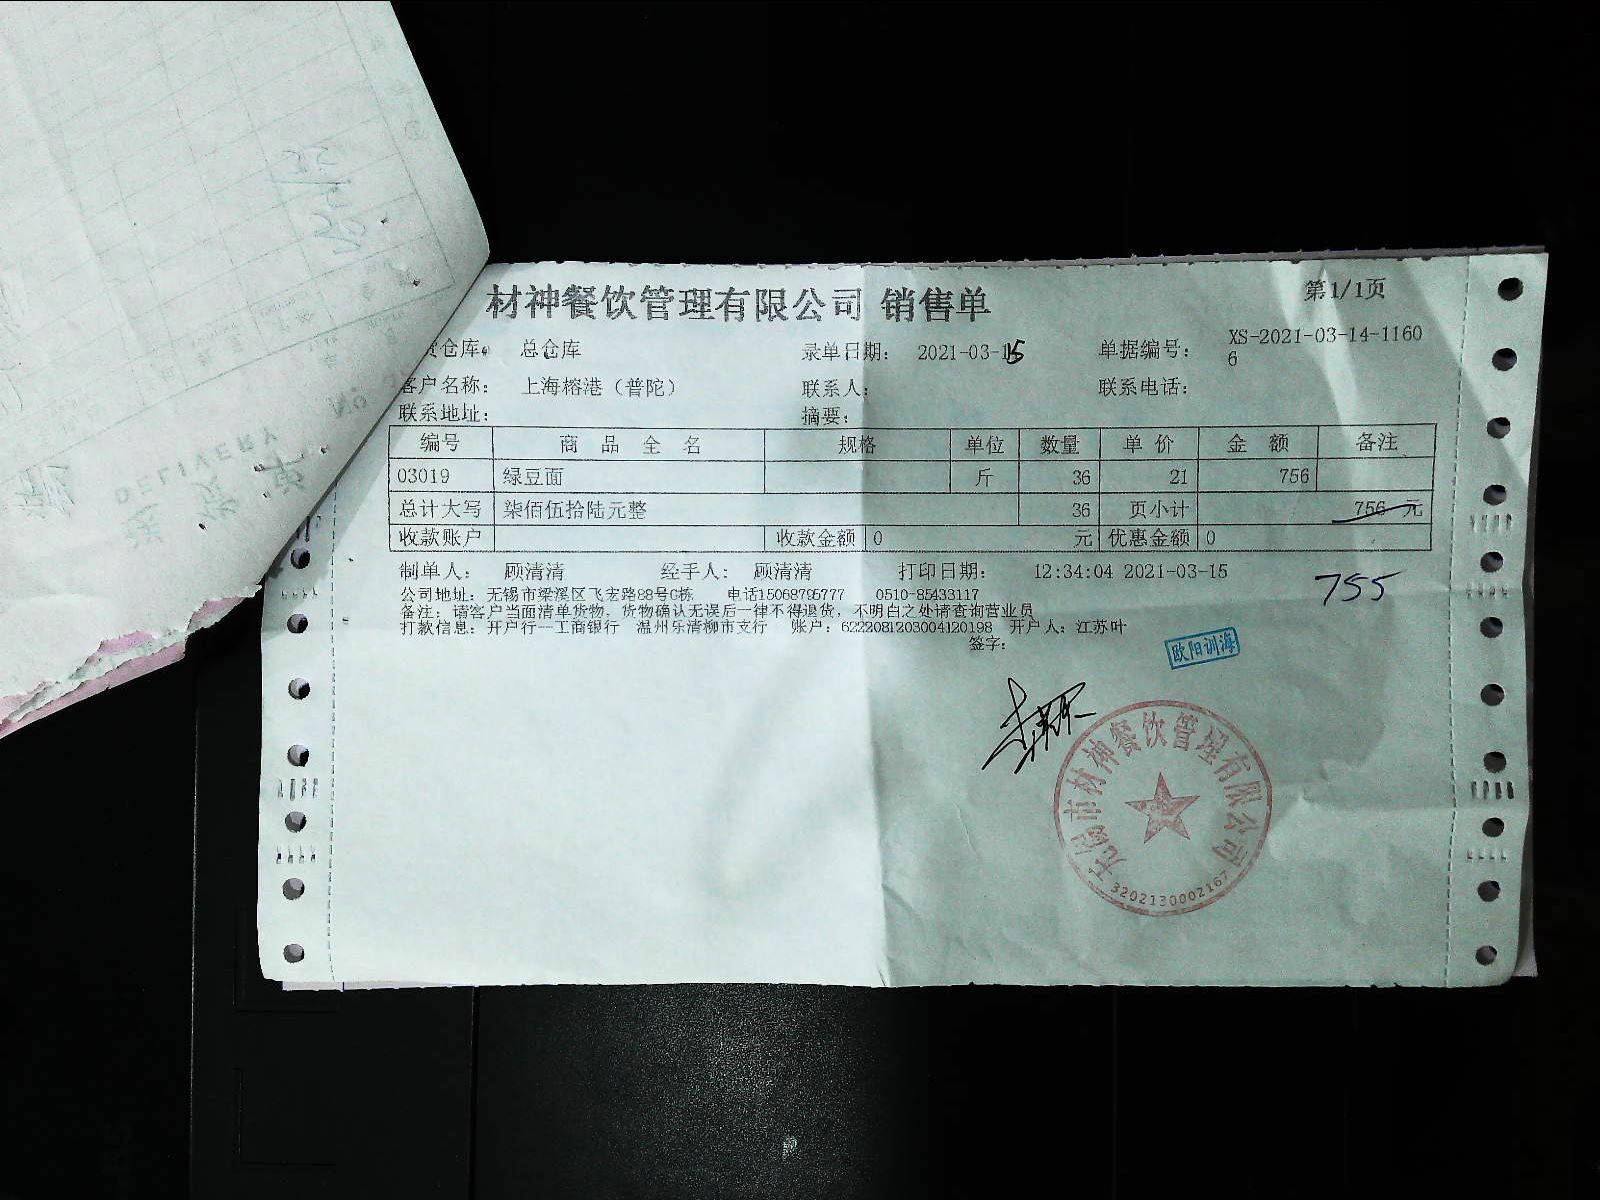 材神餐饮管理有限公司 销售单
第1/1页
货仓库: 总仓库 录单日期: 2021-03-15 单据编号: XS-2021-03-14-11606
客户名称: 上海榕港（普陀） 联系人: 联系电话:
联系地址: 摘要:
编号 商 品 全 名 规格 单位 数量 单 价 金 额 备注
03019 绿豆面 斤 36 21 756
总计大写 柒佰伍拾陆元整 36 页小计 756 元
收款账户 收款金额 0 元 优惠金额 0
制单人: 顾清清 经手人: 顾清清 打印日期: 12:34:04 2021-03-15
755
公司地址: 无锡市梁溪区飞宏路88号G栋 电话15068795777 0510-85433117
备注: 请客户当面清单货物, 货物确认无误后一律不得退货, 不明白之处请查询营业员
打款信息: 开户行--工商银行 温州乐清柳市支行 账户: 6222081203004120198 开户人: 江苏叶
签字:
欧阳训海
无锡市材神餐饮管理有限公司
3202130002167
DELIVERY